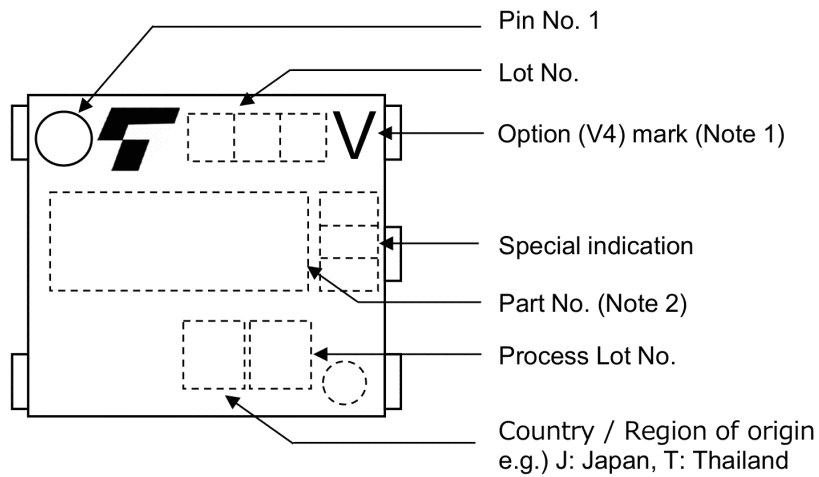 Pin No. 1
Lot No.
V
Option (V4) mark (Note 1)
Special indication
Part No. (Note 2)
Process Lot No.
Country / Region of origin
e.g.) J: Japan, T: Thailand